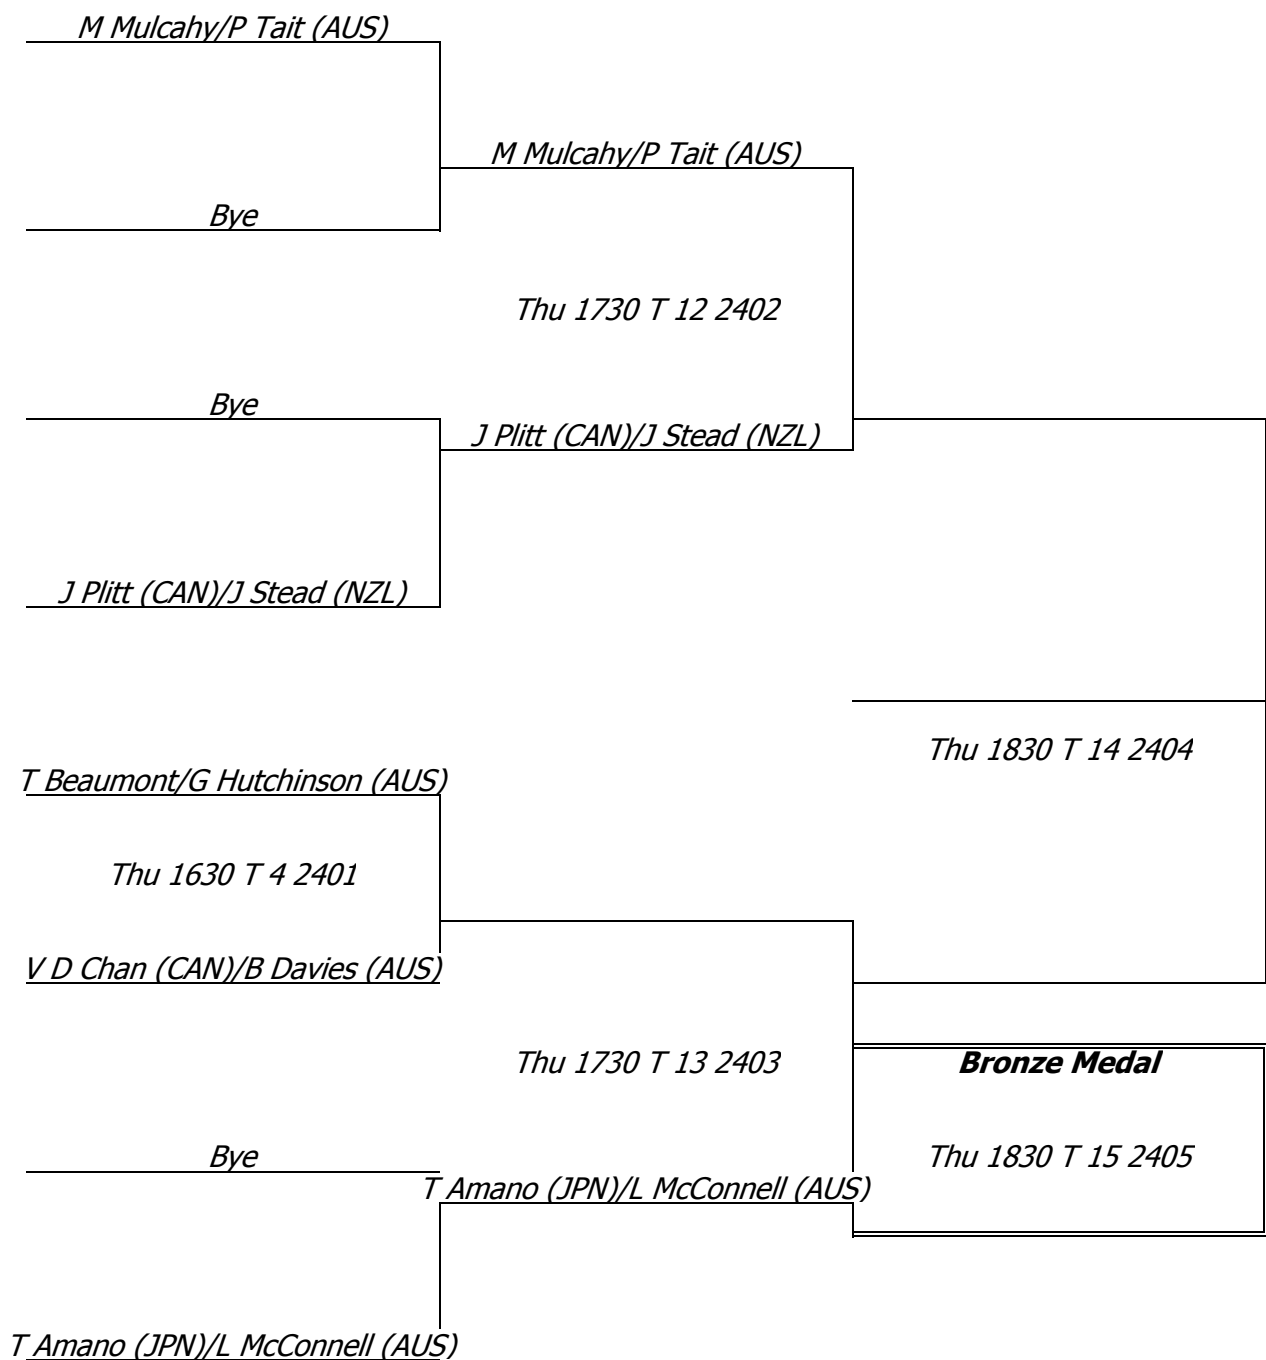 M Mulcahy/P Tait (AUS)
M Mulcahy/P Tait (AUS)
Bye
Thu 1730 T 12 2402
Bye
J Plitt (CAN)/J Stead (NZL)
J Plitt (CAN)/J Stead (NZL)
Thu 1830 T 14 2404
T Beaumont/G Hutchinson (AUS)
Thu 1630 T 4 2401
V D Chan (CAN)/B Davies (AUS)
Thu 1730 T 13 2403
Bronze Medal
Bye
Thu 1830 T 15 2405
T Amano (JPN)/L McConnell (AUS)
T Amano (JPN)/L McConnell (AUS)